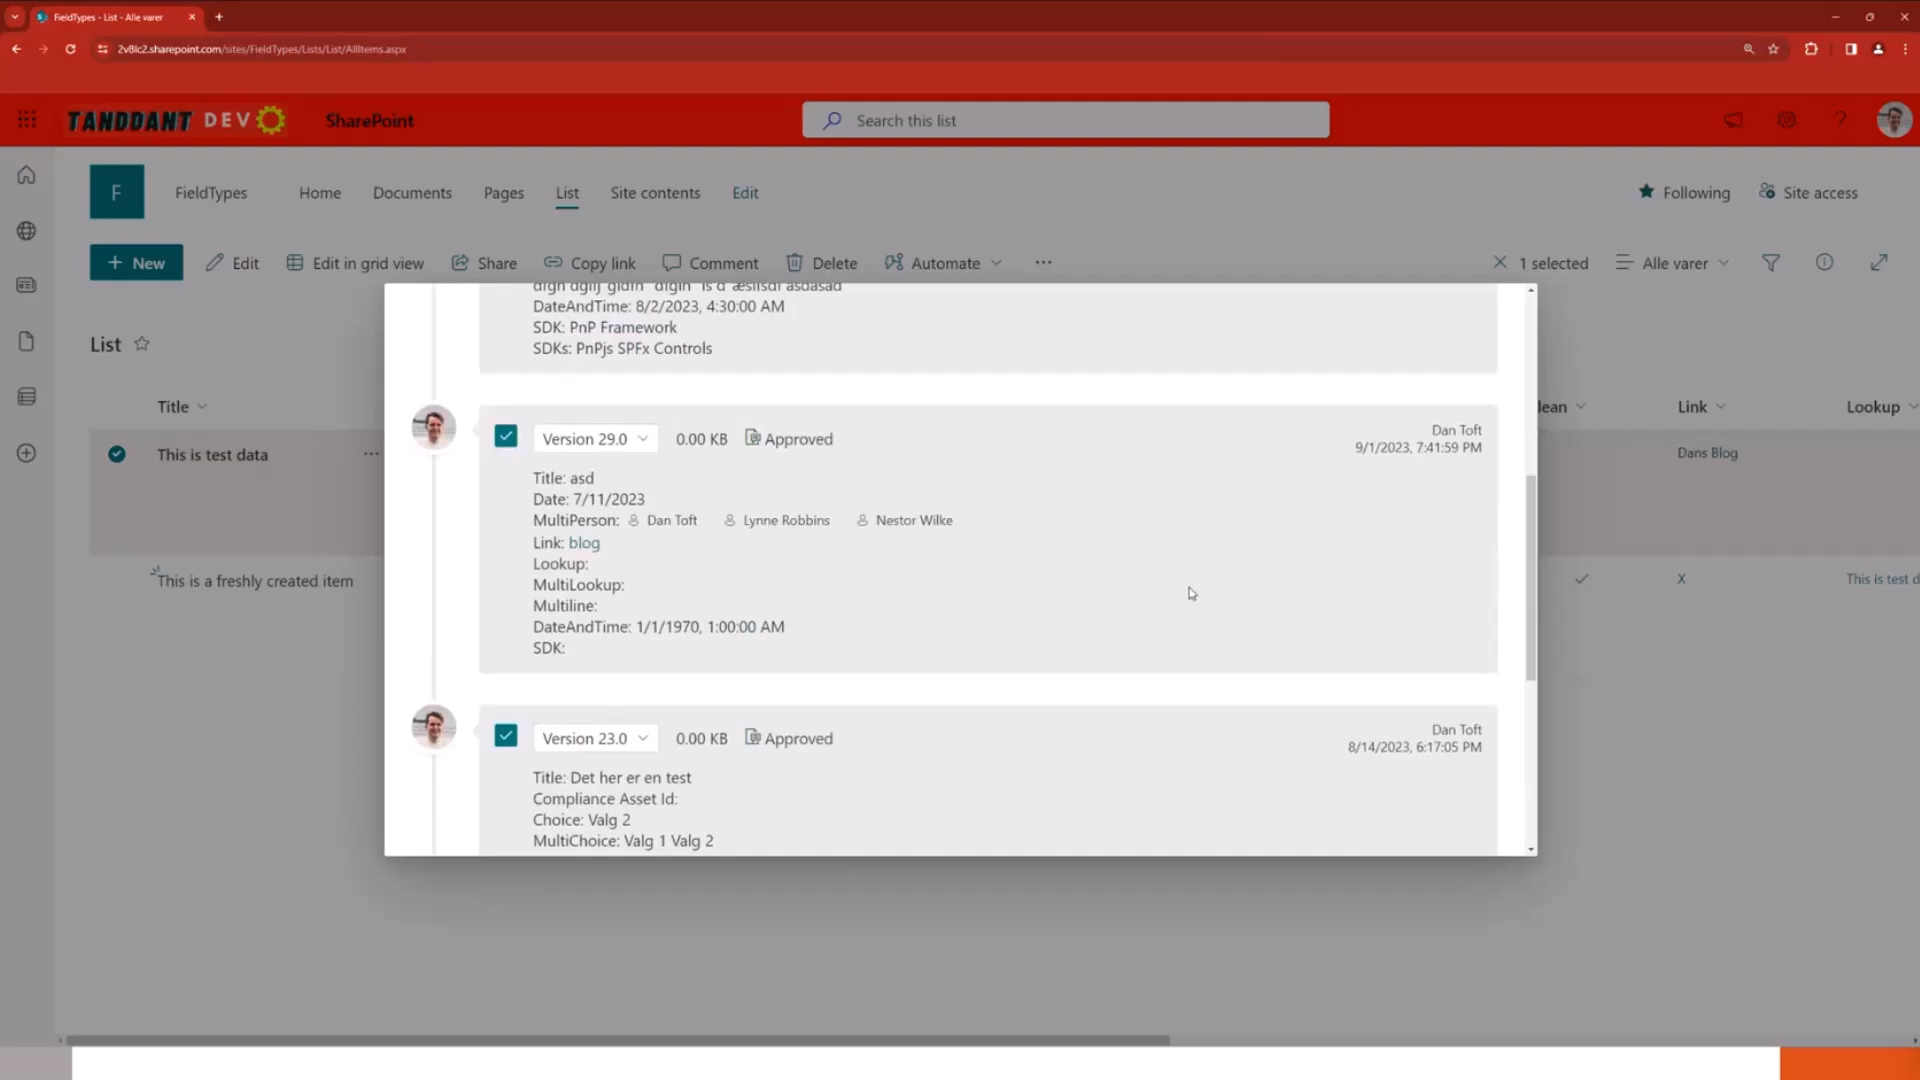 FieldTypes - List - Alle varer
2v8lc2.sharepoint.com/sites/FieldTypes/Lists/List/AllItems.aspx
TANDDANT DEV
SharePoint
Search this list
F
FieldTypes
Home
Documents
Pages
List
Site contents
Edit
Following
Site access
New
Edit
Edit in grid view
Share
Copy link
Comment
Delete
Automate
1 selected
Alle varer
List
Title
Link
Lookup
This is test data
Dans Blog
This is a freshly created item
X
This is test d
DateAndTime: 8/2/2023, 4:30:00 AM
SDK: PnP Framework
SDKs: PnPjs SPFx Controls
Version 29.0
0.00 KB
Approved
Dan Toft
9/1/2023, 7:41:59 PM
Title: asd
Date: 7/11/2023
MultiPerson: Dan Toft Lynne Robbins Nestor Wilke
Link: blog
Lookup:
MultiLookup:
Multiline:
DateAndTime: 1/1/1970, 1:00:00 AM
SDK:
Version 23.0
0.00 KB
Approved
Dan Toft
8/14/2023, 6:17:05 PM
Title: Det her er en test
Compliance Asset Id:
Choice: Valg 2
MultiChoice: Valg 1 Valg 2